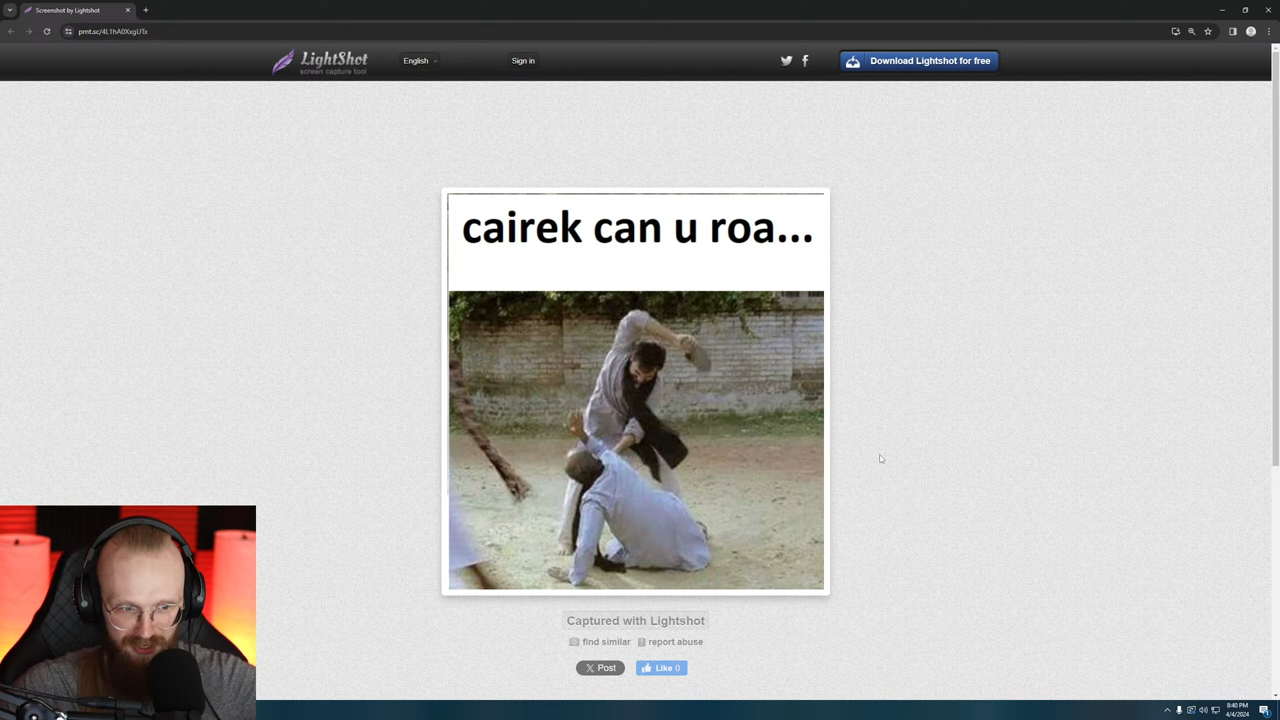 Screenshot by Lightshot
prnt.sc/4L1hA0XxgUTx
LightShot
screen capture tool
English
Sign in
Download Lightshot for free
cairek can u roa...
Captured with Lightshot
find similar
report abuse
Post
Like 0
8:40 PM
4/4/2024